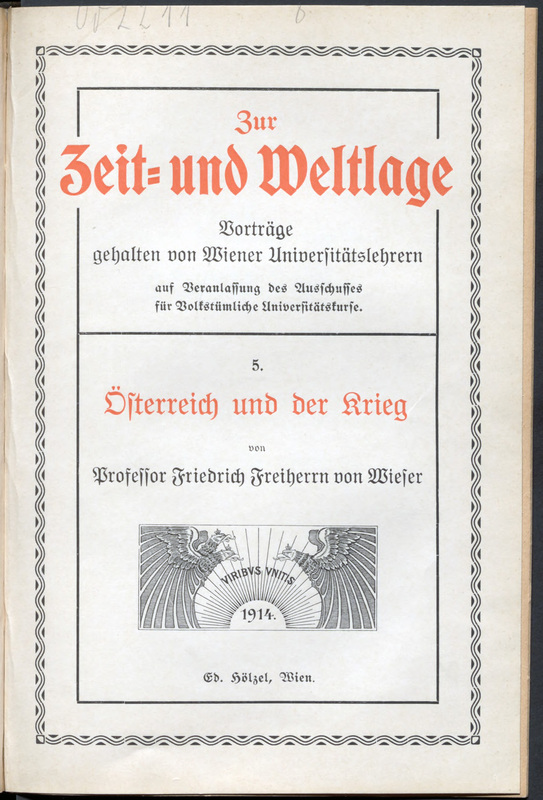 Zur
Zeit- und Weltlage
Vorträge
gehalten von Wiener Universitätslehrern
auf Veranlassung des Ausschusses
für Volkstümliche Universitätskurse.
5.
Österreich und der Krieg
von
Professor Friedrich Freiherrn von Wieser
VIRIBVS VNITIS
1914.
Ed. Hölzel, Wien.